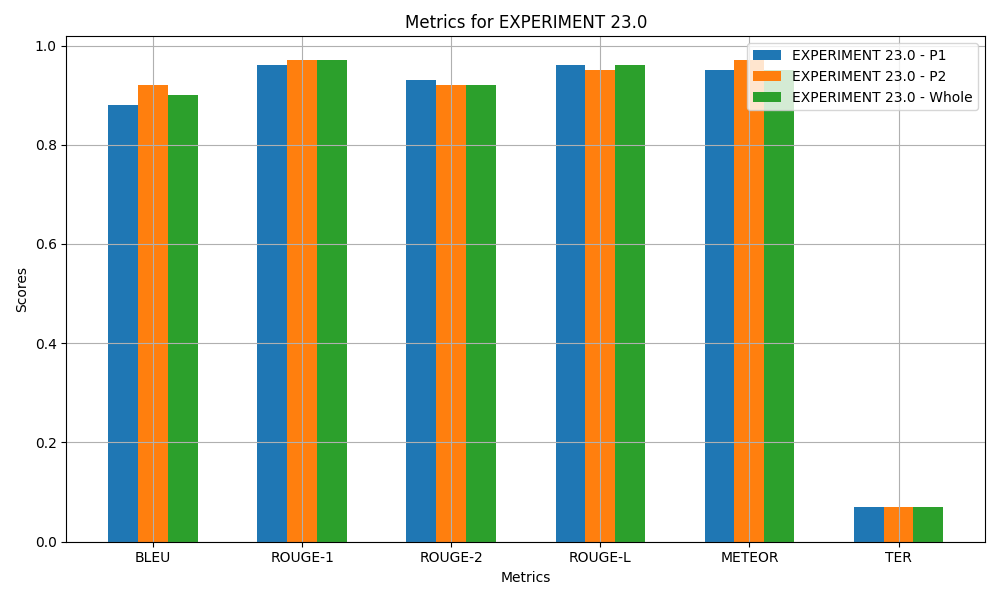 Metrics for EXPERIMENT 23.0
EXPERIMENT 23.0 - P1
EXPERIMENT 23.0 - P2
EXPERIMENT 23.0 - Whole
Scores
1.0
0.8
0.6
0.4
0.2
0.0
BLEU ROUGE-1 ROUGE-2 ROUGE-L METEOR TER
Metrics